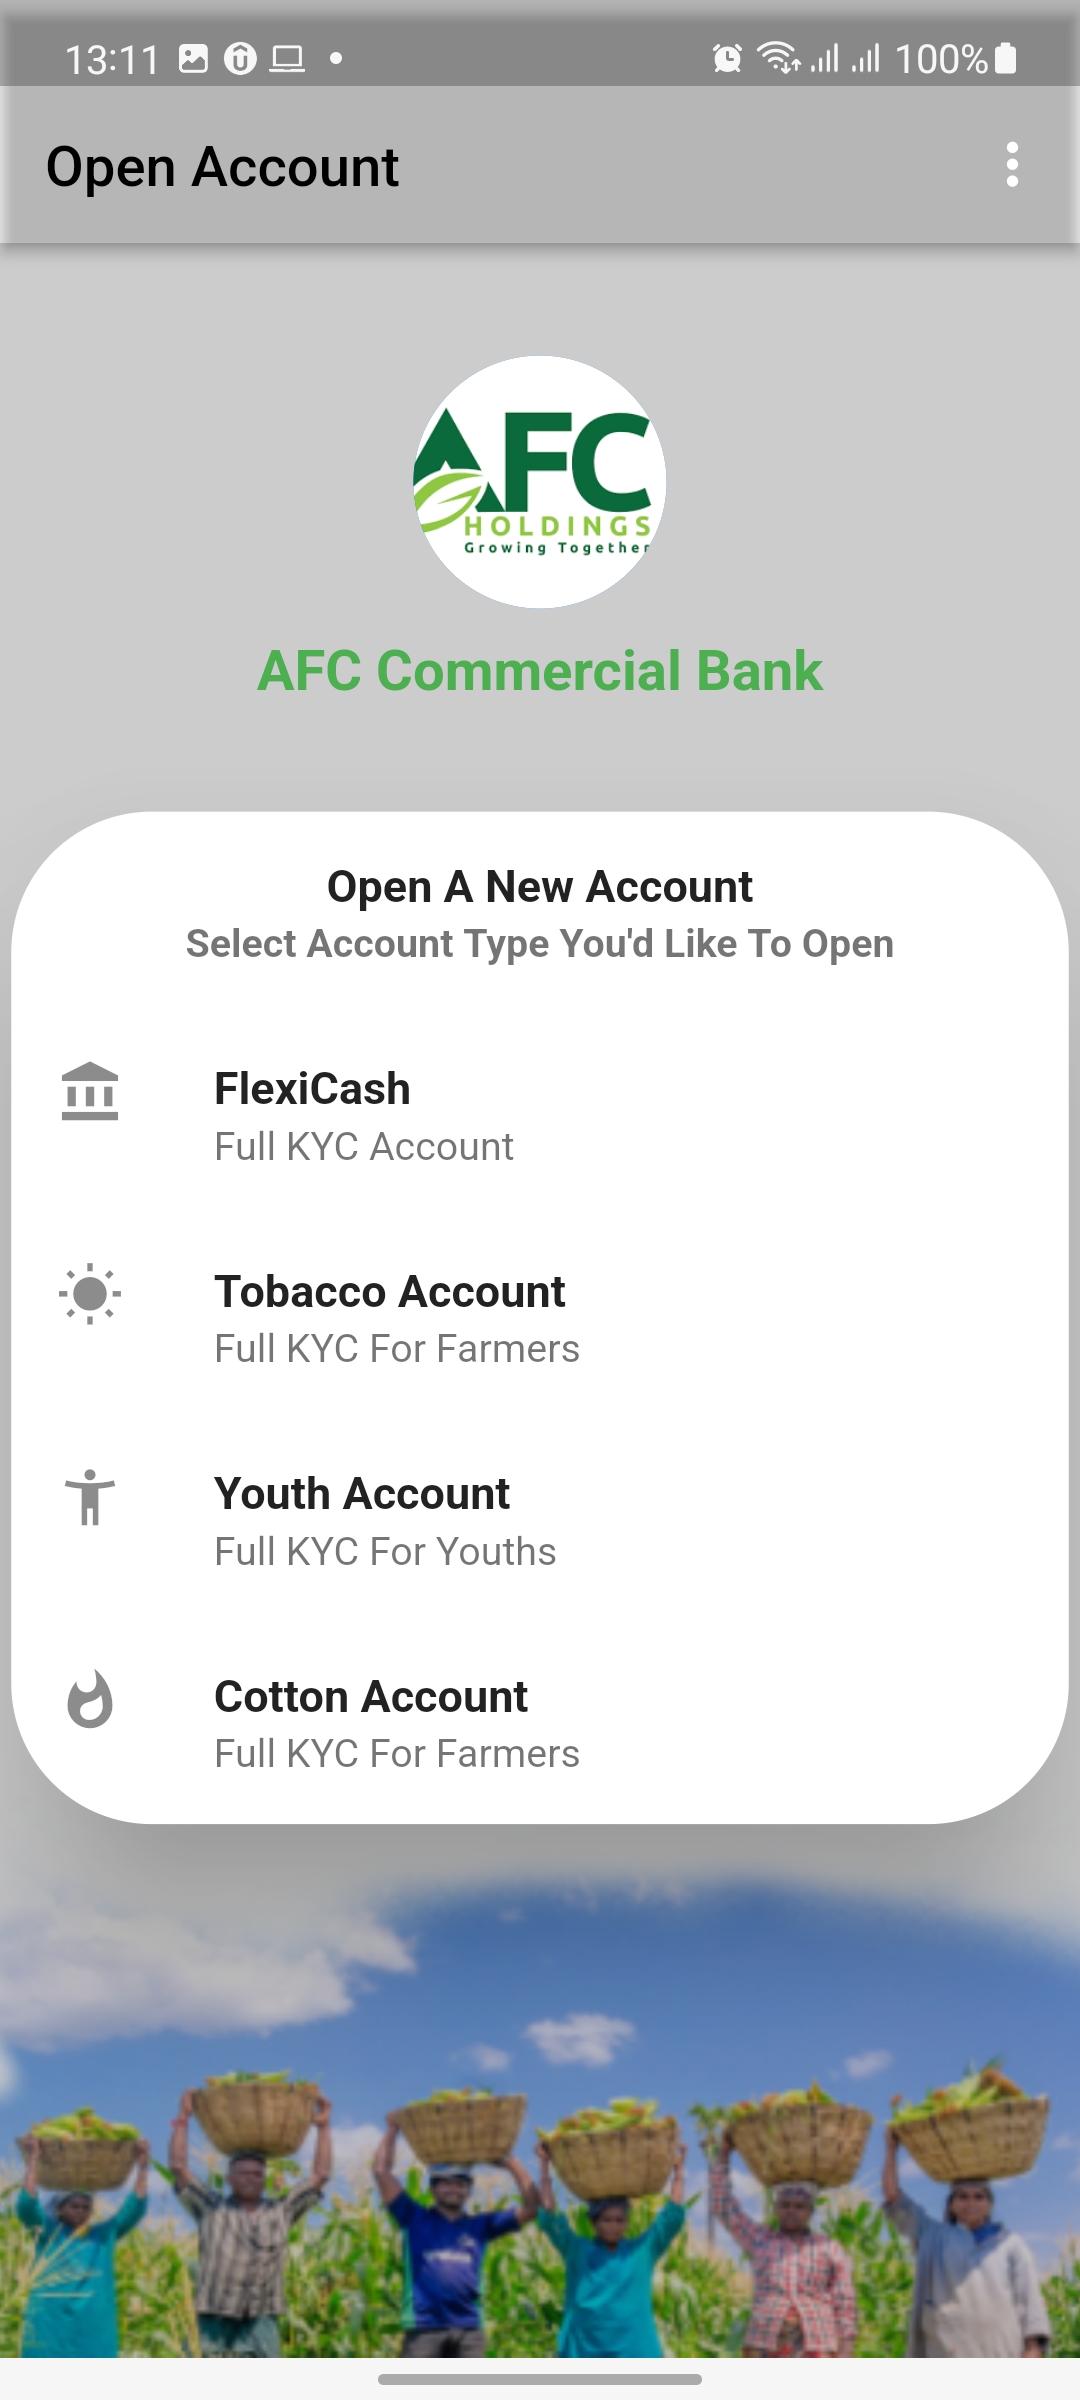 13:11
100%
Open Account
AFC
HOLDINGS
Growing Together
AFC Commercial Bank
Open A New Account
Select Account Type You'd Like To Open
FlexiCash
Full KYC Account
Tobacco Account
Full KYC For Farmers
Youth Account
Full KYC For Youths
Cotton Account
Full KYC For Farmers